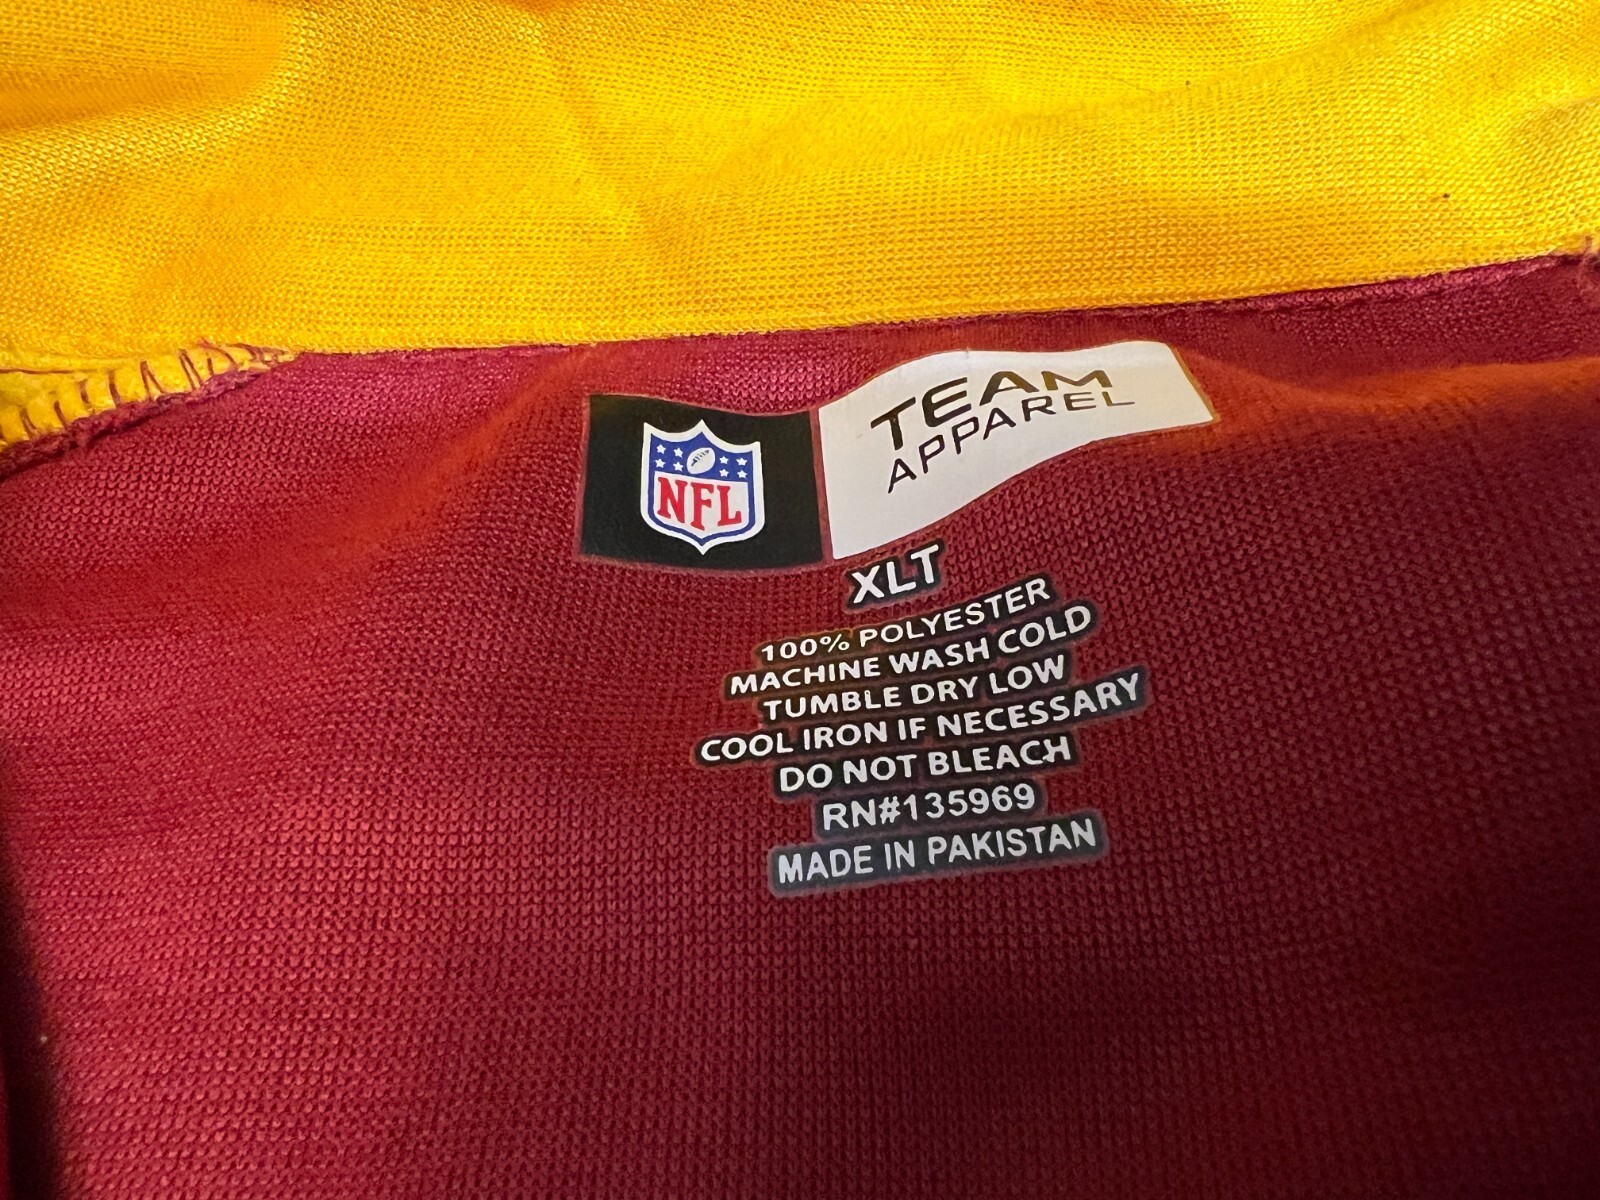 NFL
TEAM
APPAREL
XLT
100% POLYESTER
MACHINE WASH COLD
TUMBLE DRY LOW
COOL IRON IF NECESSARY
DO NOT BLEACH
RN#135969
MADE IN PAKISTAN